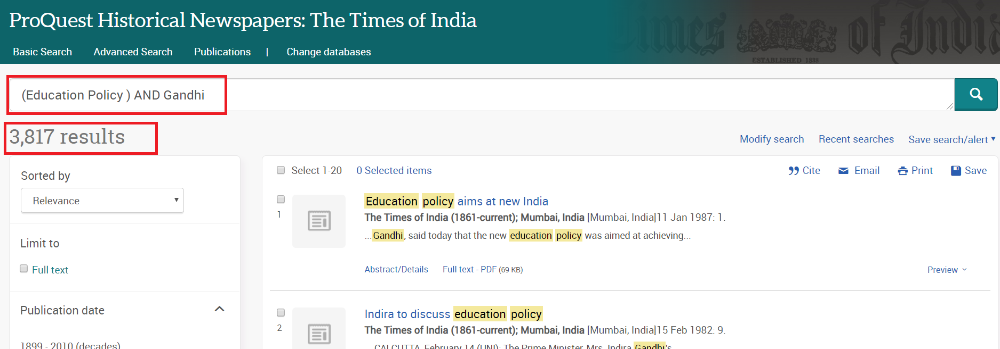 ProQuest Historical Newspapers: The Times of India
Times of India
ESTABLISHED 1838
Basic Search Advanced Search Publications | Change databases
(Education Policy ) AND Gandhi
3,817 results
Modify search Recent searches Save search/alert
Sorted by
Relevance
Limit to
Full text
Publication date
1899 - 2010 (decades)
Select 1-20 0 Selected items Cite Email Print Save
1
Education policy aims at new India
The Times of India (1861-current); Mumbai, India [Mumbai, India]11 Jan 1987: 1.
...Gandhi, said today that the new education policy was aimed at achieving...
Abstract/Details Full text - PDF (69 KB) Preview
2
Indira to discuss education policy
The Times of India (1861-current); Mumbai, India [Mumbai, India]15 Feb 1982: 9.
...CALCUTTA, February 14 (UNI): The Prime Minister, Mrs. Indira Gandhi's